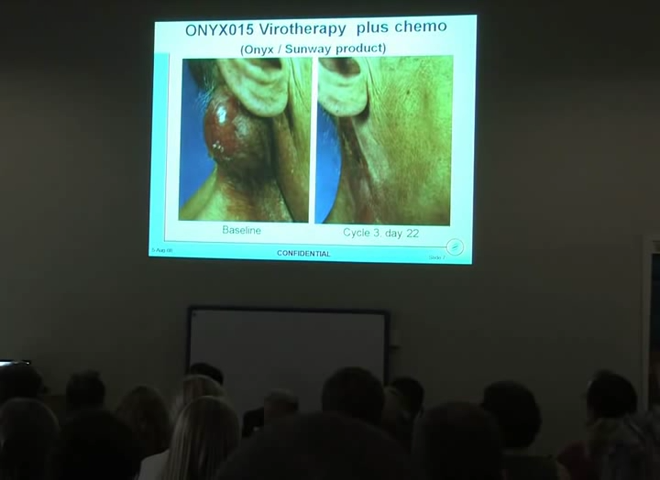 ONYX015 Virotherapy plus chemo
(Onyx / Sunway product)
Baseline
Cycle 3. day 22
CONFIDENTIAL